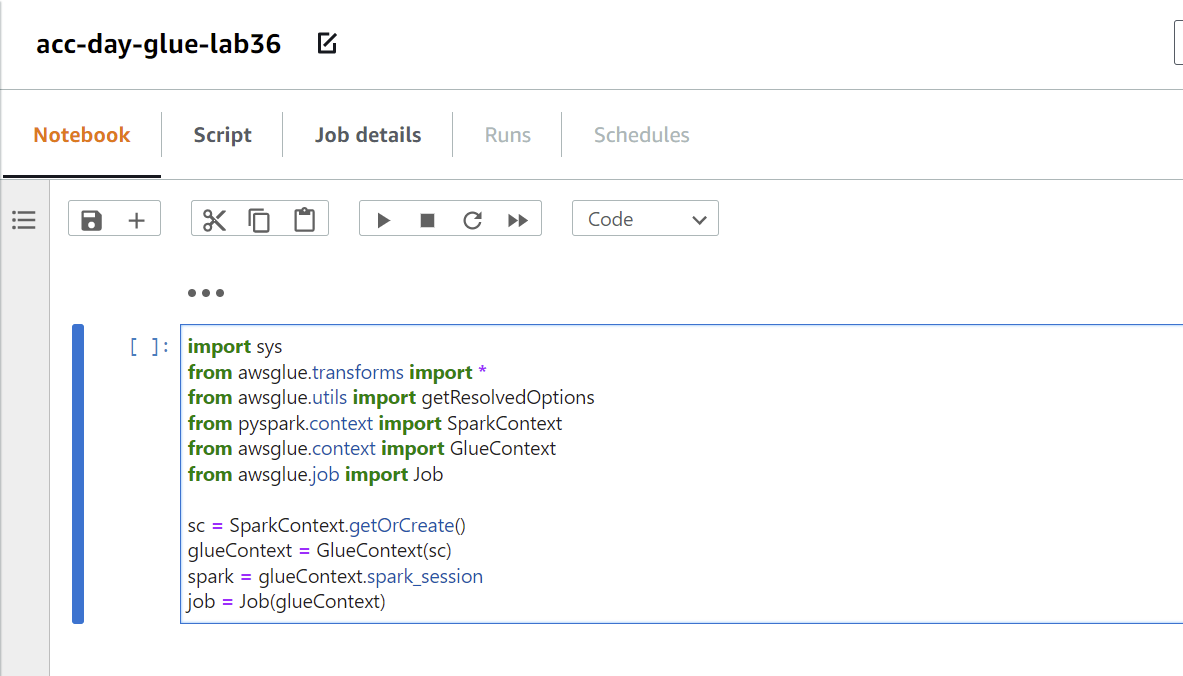 acc-day-glue-lab36
Notebook
Script
Job details
Runs
Schedules
Code
[ ]:
import sys
from awsglue.transforms import *
from awsglue.utils import getResolvedOptions
from pyspark.context import SparkContext
from awsglue.context import GlueContext
from awsglue.job import Job
sc = SparkContext.getOrCreate()
glueContext = GlueContext(sc)
spark = glueContext.spark_session
job = Job(glueContext)